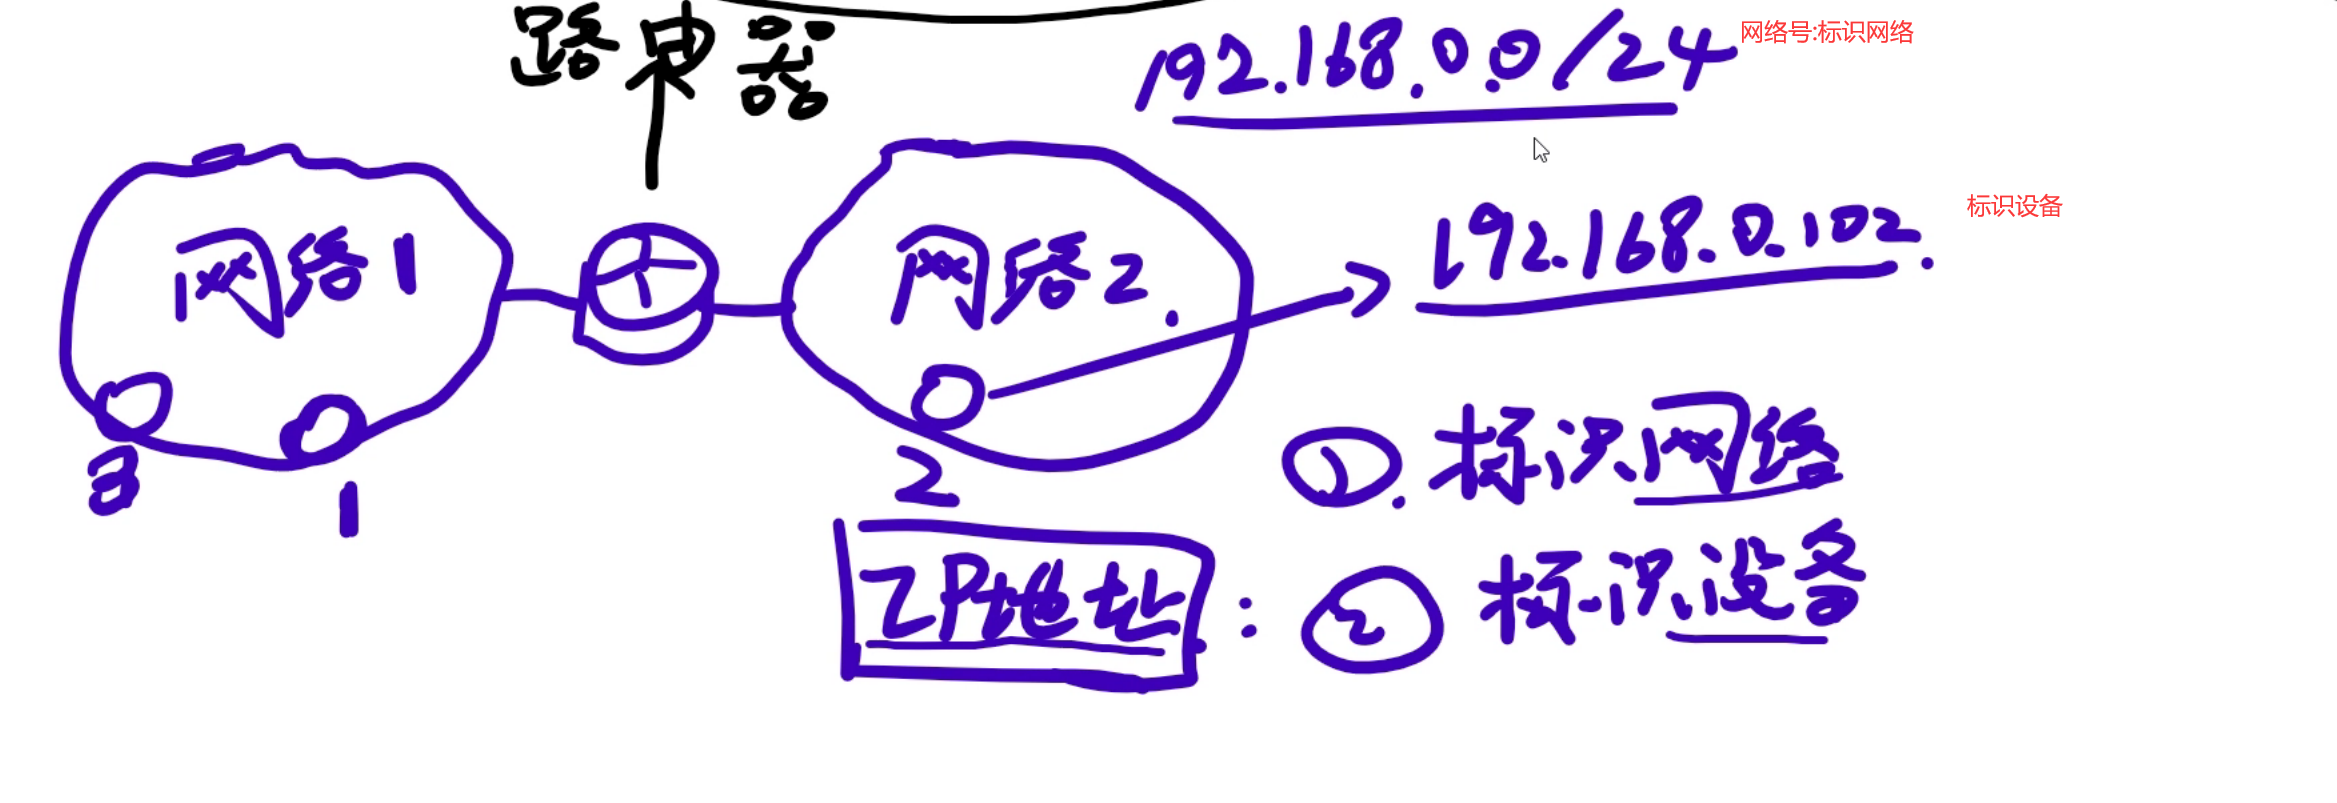 路由器
192.168.0.0/24 网络号:标识网络
192.168.0.102. 标识设备
网络1
网络2.
3
1
2
①. 标识网络
IP地址: ② 标识设备